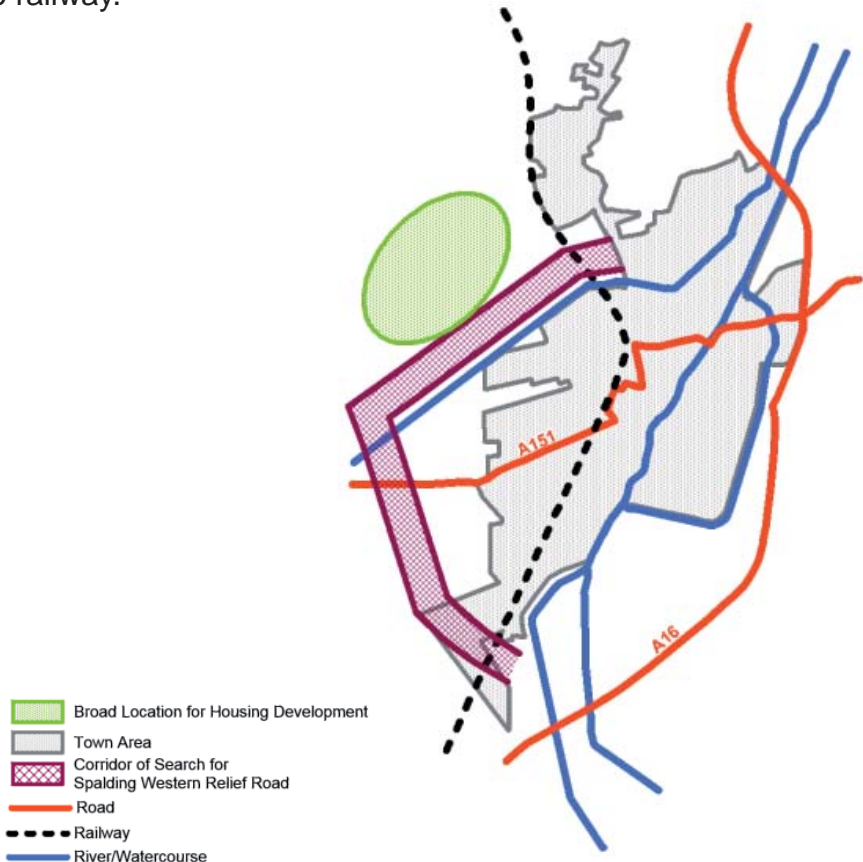 railway.
A151
A16
Broad Location for Housing Development
Town Area
Corridor of Search for
Spalding Western Relief Road
Road
Railway
River/Watercourse